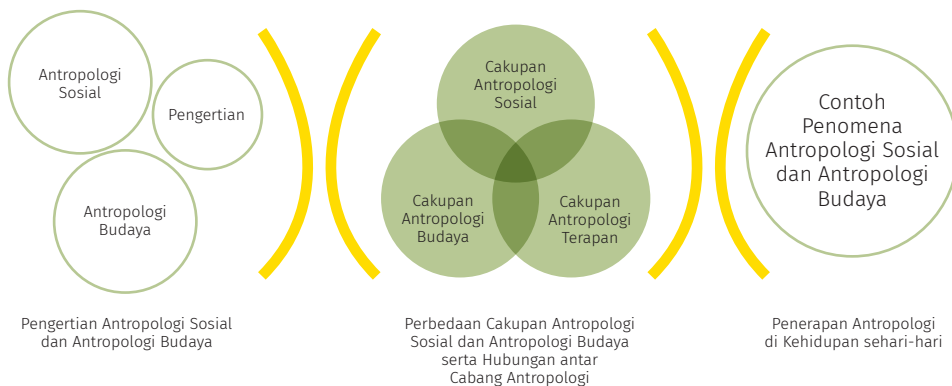 Antropologi
Sosial
Pengertian
Antropologi
Budaya
Pengertian Antropologi Sosial
dan Antropologi Budaya
Cakupan
Antropologi
Sosial
Cakupan
Antropologi
Budaya
Cakupan
Antropologi
Terapan
Perbedaan Cakupan Antropologi
Sosial dan Antropologi Budaya
serta Hubungan antar
Cabang Antropologi
Contoh
Penomena
Antropologi Sosial
dan Antropologi
Budaya
Penerapan Antropologi
di Kehidupan sehari-hari